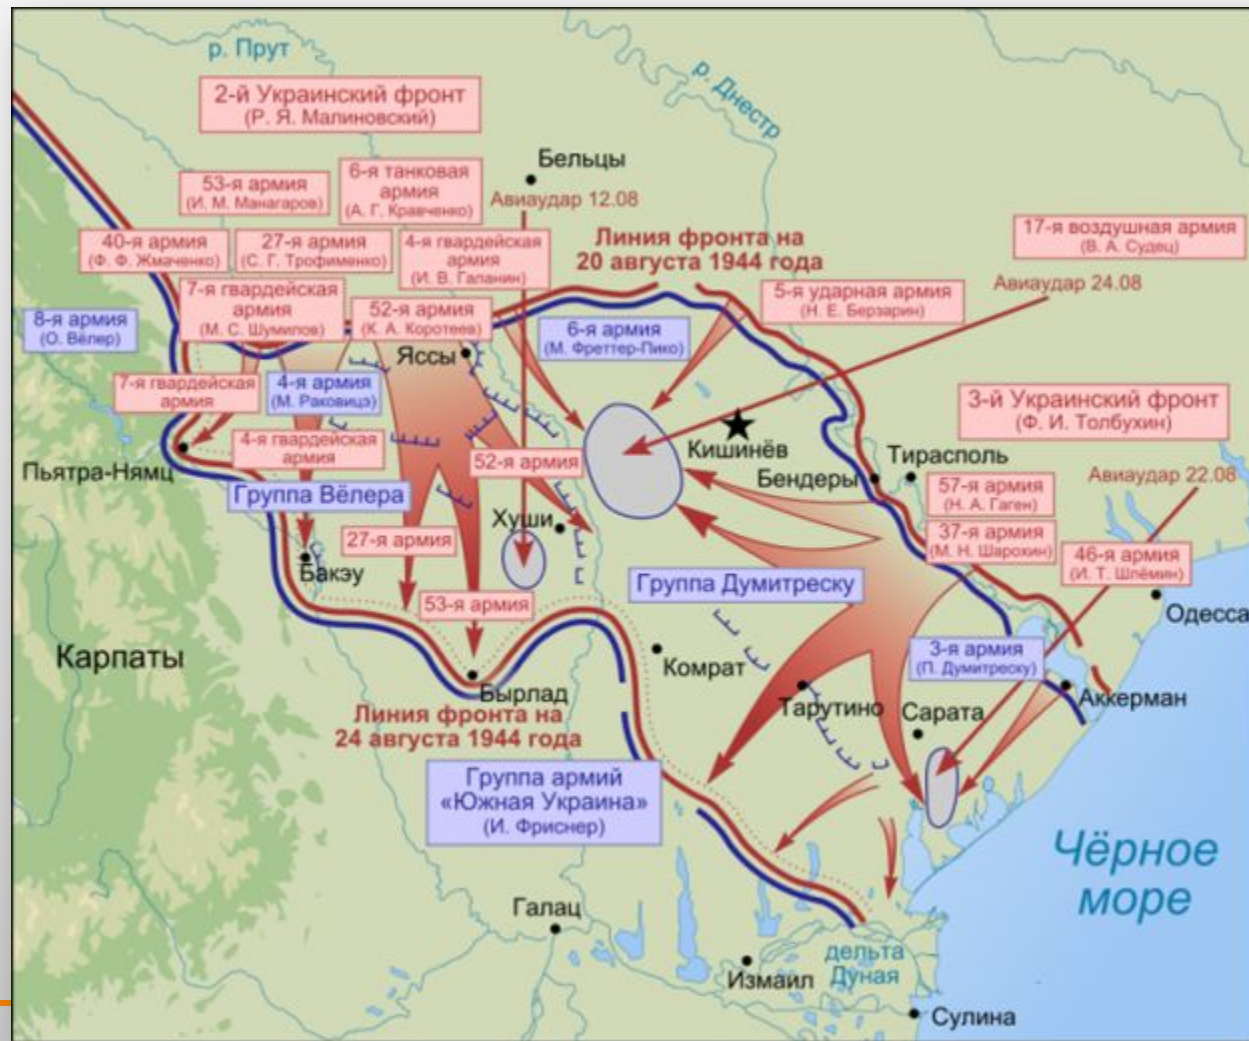 р. Прут
р. Днестр
2-й Украинский фронт
(Р. Я. Малиновский)
Бельцы
Авиаудар 12.08
53-я армия
(И. М. Манагаров)
6-я танковая
армия
(А. Г. Кравченко)
40-я армия
(Ф. Ф. Жмаченко)
27-я армия
(С. Г. Трофименко)
4-я гвардейская
армия
(И. В. Галанин)
Линия фронта на
20 августа 1944 года
17-я воздушная армия
(В. А. Судец)
Авиаудар 24.08
7-я гвардейская
армия
(М. С. Шумилов)
52-я армия
(К. А. Коротеев)
5-я ударная армия
(Н. Е. Берзарин)
8-я армия
(О. Вёлер)
6-я армия
(М. Фреттер-Пико)
Яссы
7-я гвардейская
армия
4-я армия
(М. Раковицэ)
3-й Украинский фронт
(Ф. И. Толбухин)
Кишинёв
4-я гвардейская
армия
Пьятра-Нямц
52-я армия
Бендеры
Тирасполь
Авиаудар 22.08
Группа Вёлера
57-я армия
(Н. А. Гаген)
Хуши
27-я армия
37-я армия
(М. Н. Шарохин)
46-я армия
(И. Т. Шлёмин)
Бакэу
Группа Думитреску
53-я армия
Одесса
Карпаты
Комрат
3-я армия
(П. Думитреску)
Бырлад
Тарутино
Сарата
Аккерман
Линия фронта на
24 августа 1944 года
Группа армий
«Южная Украина»
(И. Фриснер)
Чёрное
море
Галац
Измаил
дельта
Дуная
Сулина